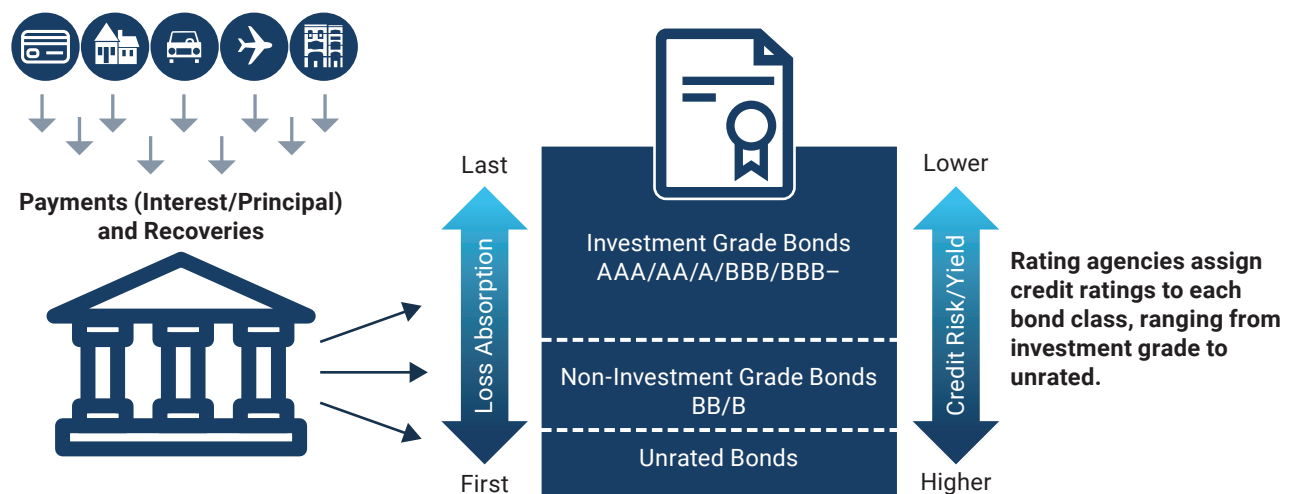 Payments (Interest/Principal)
and Recoveries
Last
Loss Absorption
First
Investment Grade Bonds
AAA/AA/A/BBB/BBB–
Non-Investment Grade Bonds
BB/B
Unrated Bonds
Lower
Credit Risk/Yield
Higher
Rating agencies assign
credit ratings to each
bond class, ranging from
investment grade to
unrated.